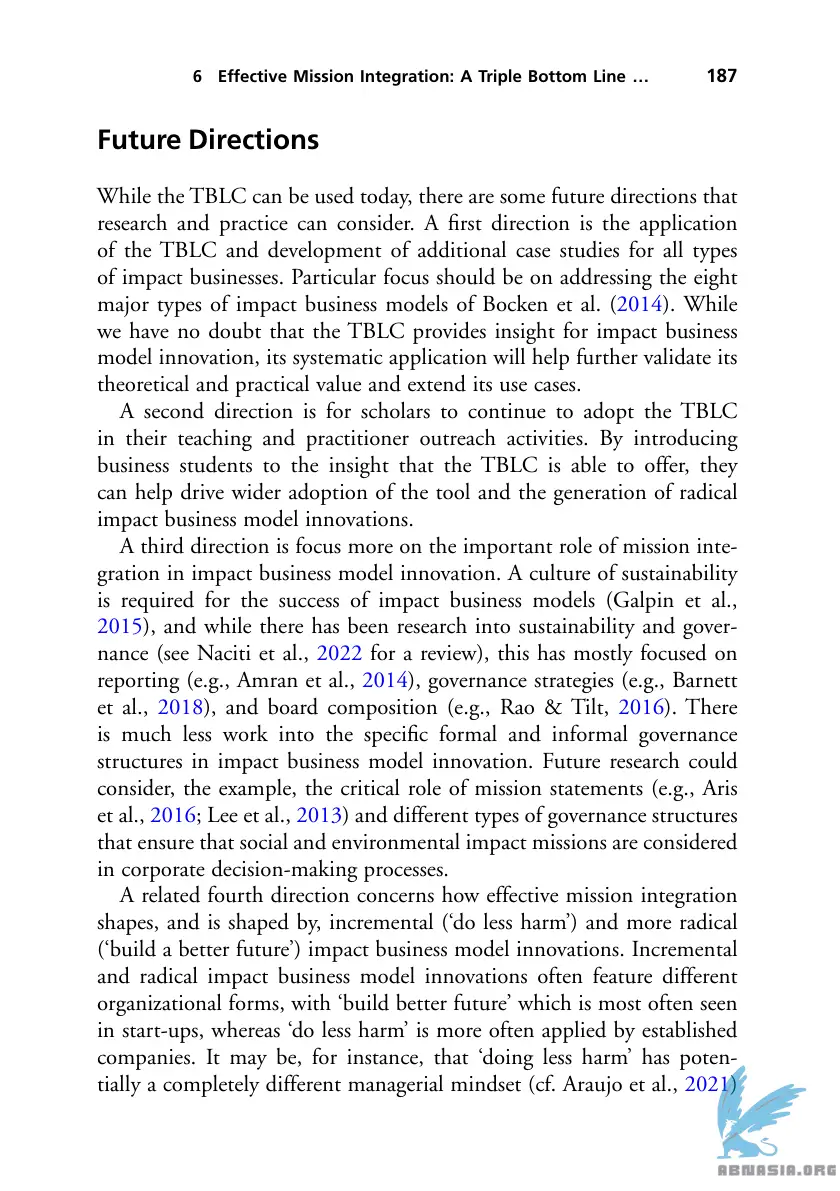 6 Effective Mission Integration: A Triple Bottom Line … 187
Future Directions
While the TBLC can be used today, there are some future directions that
research and practice can consider. A first direction is the application
of the TBLC and development of additional case studies for all types
of impact businesses. Particular focus should be on addressing the eight
major types of impact business models of Bocken et al. (2014). While
we have no doubt that the TBLC provides insight for impact business
model innovation, its systematic application will help further validate its
theoretical and practical value and extend its use cases.
A second direction is for scholars to continue to adopt the TBLC
in their teaching and practitioner outreach activities. By introducing
business students to the insight that the TBLC is able to offer, they
can help drive wider adoption of the tool and the generation of radical
impact business model innovations.
A third direction is focus more on the important role of mission inte-
gration in impact business model innovation. A culture of sustainability
is required for the success of impact business models (Galpin et al.,
2015), and while there has been research into sustainability and gover-
nance (see Naciti et al., 2022 for a review), this has mostly focused on
reporting (e.g., Amran et al., 2014), governance strategies (e.g., Barnett
et al., 2018), and board composition (e.g., Rao & Tilt, 2016). There
is much less work into the specific formal and informal governance
structures in impact business model innovation. Future research could
consider, the example, the critical role of mission statements (e.g., Aris
et al., 2016; Lee et al., 2013) and different types of governance structures
that ensure that social and environmental impact missions are considered
in corporate decision-making processes.
A related fourth direction concerns how effective mission integration
shapes, and is shaped by, incremental (‘do less harm’) and more radical
(‘build a better future’) impact business model innovations. Incremental
and radical impact business model innovations often feature different
organizational forms, with ‘build better future’ which is most often seen
in start-ups, whereas ‘do less harm’ is more often applied by established
companies. It may be, for instance, that ‘doing less harm’ has poten-
tially a completely different managerial mindset (cf. Araujo et al., 2021)
ABNASIA.ORG